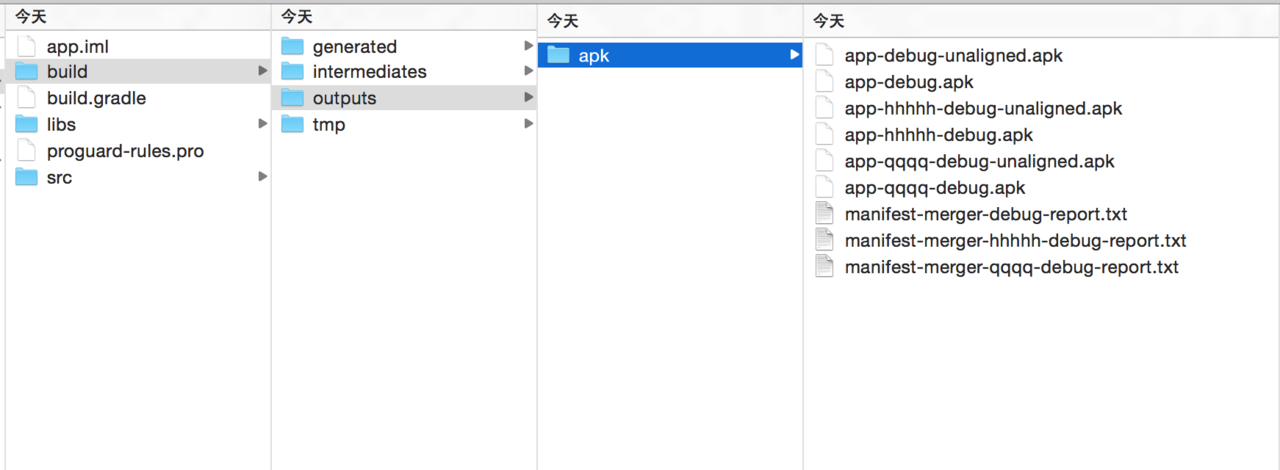 今天
app.iml
build
build.gradle
libs
proguard-rules.pro
src
今天
generated
intermediates
outputs
tmp
今天
apk
今天
app-debug-unaligned.apk
app-debug.apk
app-hhhhh-debug-unaligned.apk
app-hhhhh-debug.apk
app-qqqq-debug-unaligned.apk
app-qqqq-debug.apk
manifest-merger-debug-report.txt
manifest-merger-hhhhh-debug-report.txt
manifest-merger-qqqq-debug-report.txt